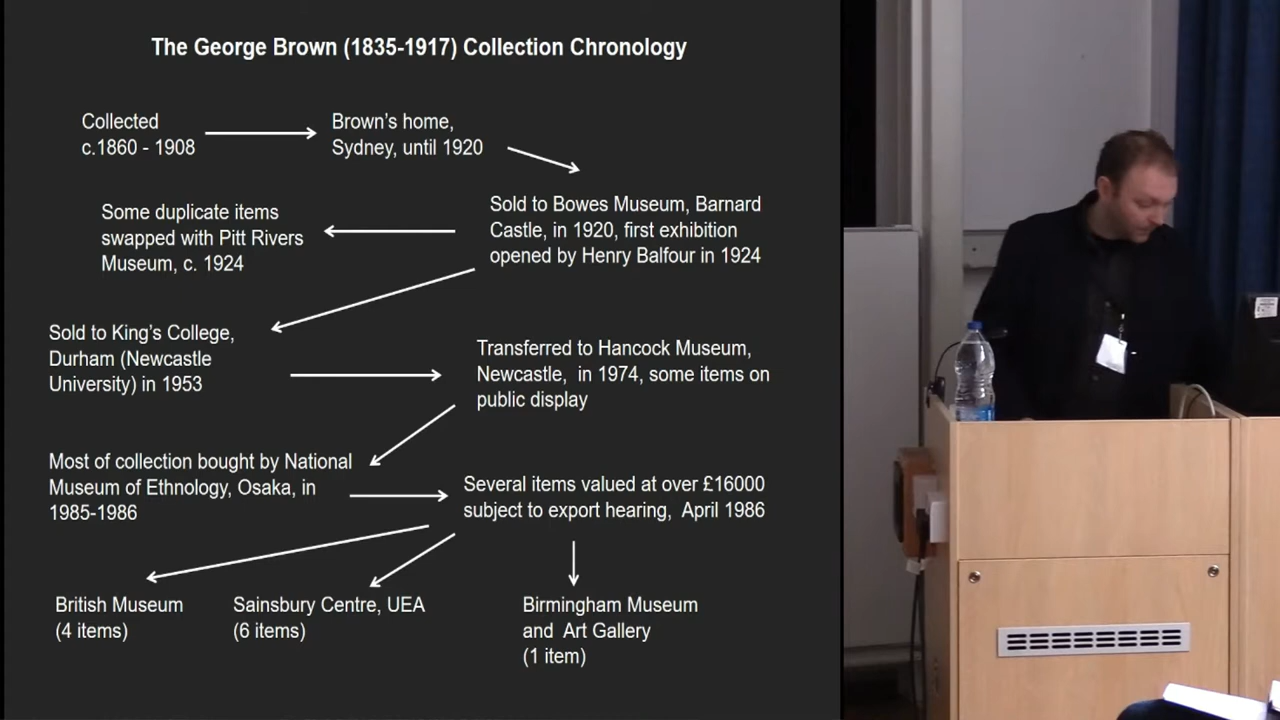 The George Brown (1835-1917) Collection Chronology
Collected
c.1860 - 1908
Brown's home,
Sydney, until 1920
Sold to Bowes Museum, Barnard
Castle, in 1920, first exhibition
opened by Henry Balfour in 1924
Some duplicate items
swapped with Pitt Rivers
Museum, c. 1924
Sold to King's College,
Durham (Newcastle
University) in 1953
Transferred to Hancock Museum,
Newcastle, in 1974, some items on
public display
Most of collection bought by National
Museum of Ethnology, Osaka, in
1985-1986
Several items valued at over £16000
subject to export hearing, April 1986
British Museum
(4 items)
Sainsbury Centre, UEA
(6 items)
Birmingham Museum
and Art Gallery
(1 item)